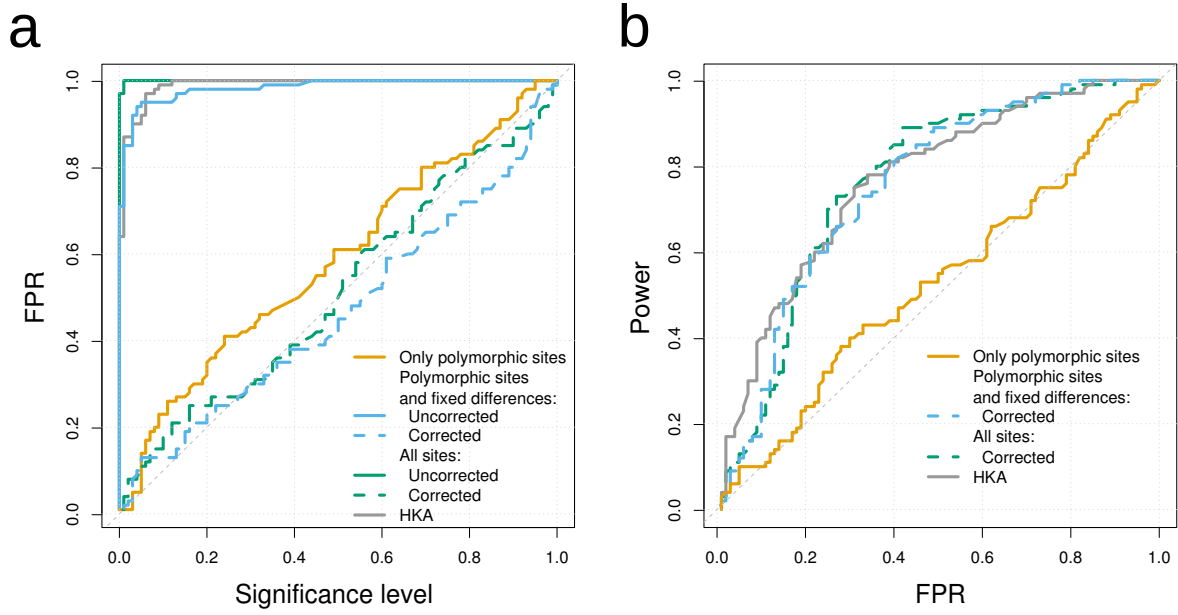 a
FPR
1.0
0.8
0.6
0.4
0.2
0.0
Only polymorphic sites
Polymorphic sites
and fixed differences:
Uncorrected
Corrected
All sites:
Uncorrected
Corrected
HKA
0.0 0.2 0.4 0.6 0.8 1.0
Significance level
b
Power
1.0
0.8
0.6
0.4
0.2
0.0
Only polymorphic sites
Polymorphic sites
and fixed differences:
Corrected
All sites:
Corrected
HKA
0.0 0.2 0.4 0.6 0.8 1.0
FPR